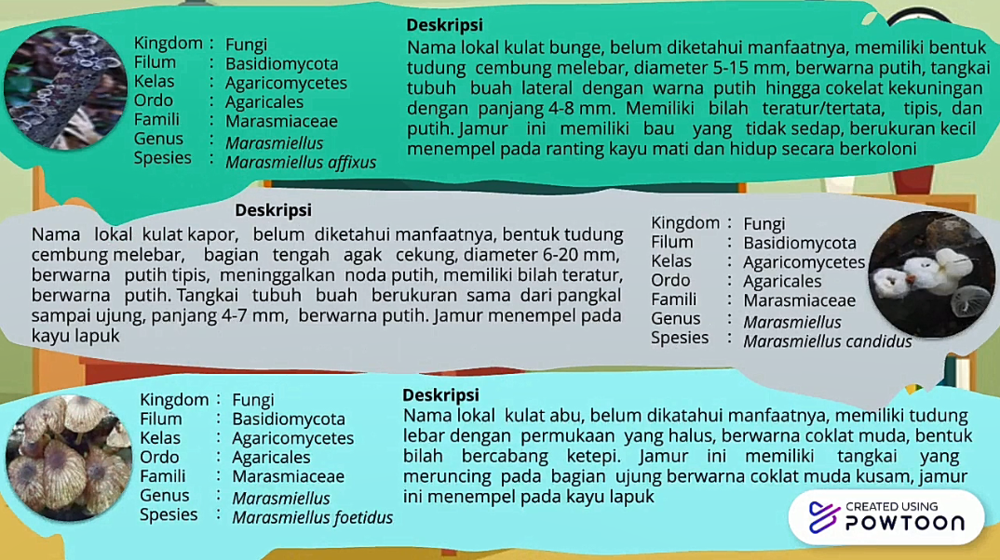 Kingdom : Fungi
Filum : Basidiomycota
Kelas : Agaricomycetes
Ordo : Agaricales
Famili : Marasmiaceae
Genus : Marasmiellus
Spesies : Marasmiellus affixus
Deskripsi
Nama lokal kulat bunge, belum diketahui manfaatnya, memiliki bentuk
tudung cembung melebar, diameter 5-15 mm, berwarna putih, tangkai
tubuh buah lateral dengan warna putih hingga cokelat kekuningan
dengan panjang 4-8 mm. Memiliki bilah teratur/tertata, tipis, dan
putih. Jamur ini memiliki bau yang tidak sedap, berukuran kecil
menempel pada ranting kayu mati dan hidup secara berkoloni
Deskripsi
Nama lokal kulat kapor, belum diketahui manfaatnya, bentuk tudung
cembung melebar, bagian tengah agak cekung, diameter 6-20 mm,
berwarna putih tipis, meninggalkan noda putih, memiliki bilah teratur,
berwarna putih. Tangkai tubuh buah berukuran sama dari pangkal
sampai ujung, panjang 4-7 mm, berwarna putih. Jamur menempel pada
kayu lapuk
Kingdom : Fungi
Filum : Basidiomycota
Kelas : Agaricomycetes
Ordo : Agaricales
Famili : Marasmiaceae
Genus : Marasmiellus
Spesies : Marasmiellus candidus
Kingdom : Fungi
Filum : Basidiomycota
Kelas : Agaricomycetes
Ordo : Agaricales
Famili : Marasmiaceae
Genus : Marasmiellus
Spesies : Marasmiellus foetidus
Deskripsi
Nama lokal kulat abu, belum dikatahui manfaatnya, memiliki tudung
lebar dengan permukaan yang halus, berwarna coklat muda, bentuk
bilah bercabang ketepi. Jamur ini memiliki tangkai yang
meruncing pada bagian ujung berwarna coklat muda kusam, jamur
ini menempel pada kayu lapuk
CREATED USING
POWTOON